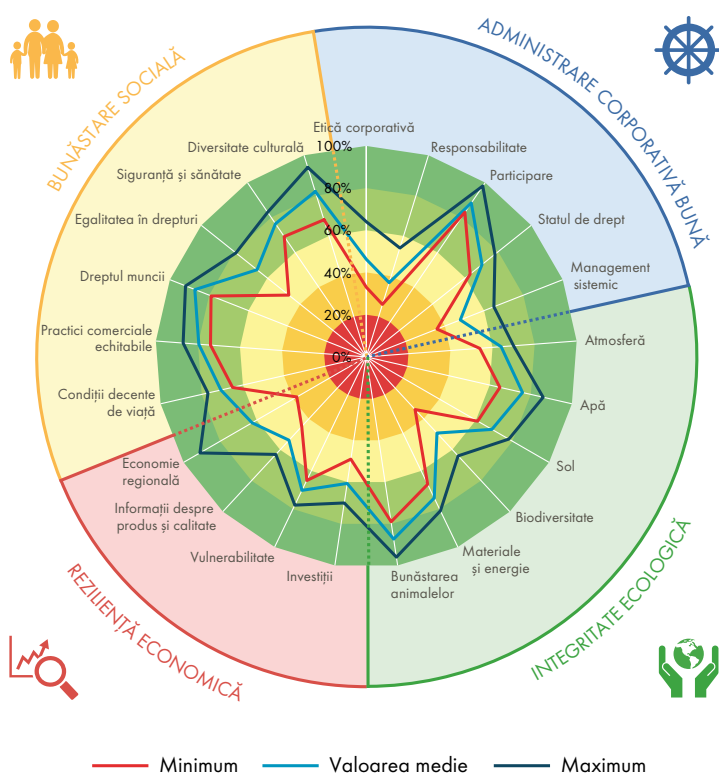 BUNĂSTARE SOCIALĂ
ADMINISTRARE CORPORATIVĂ BUNĂ
Etică corporativă
100%
80%
60%
40%
20%
0%
Responsabilitate
Participare
Statul de drept
Management
sistemic
Atmosferă
Apă
Sol
Biodiversitate
Materiale
și energie
Bunăstarea
animalelor
Investiții
Vulnerabilitate
Informații despre
produs și calitate
Economie
regională
Condiții decente
de viață
Practici comerciale
echitabile
Dreptul muncii
Egalitatea în drepturi
Siguranță și sănătate
Diversitate culturală
REZILIENȚĂ ECONOMICĂ
INTEGRITATE ECOLOGICĂ
Minimum
Valoarea medie
Maximum